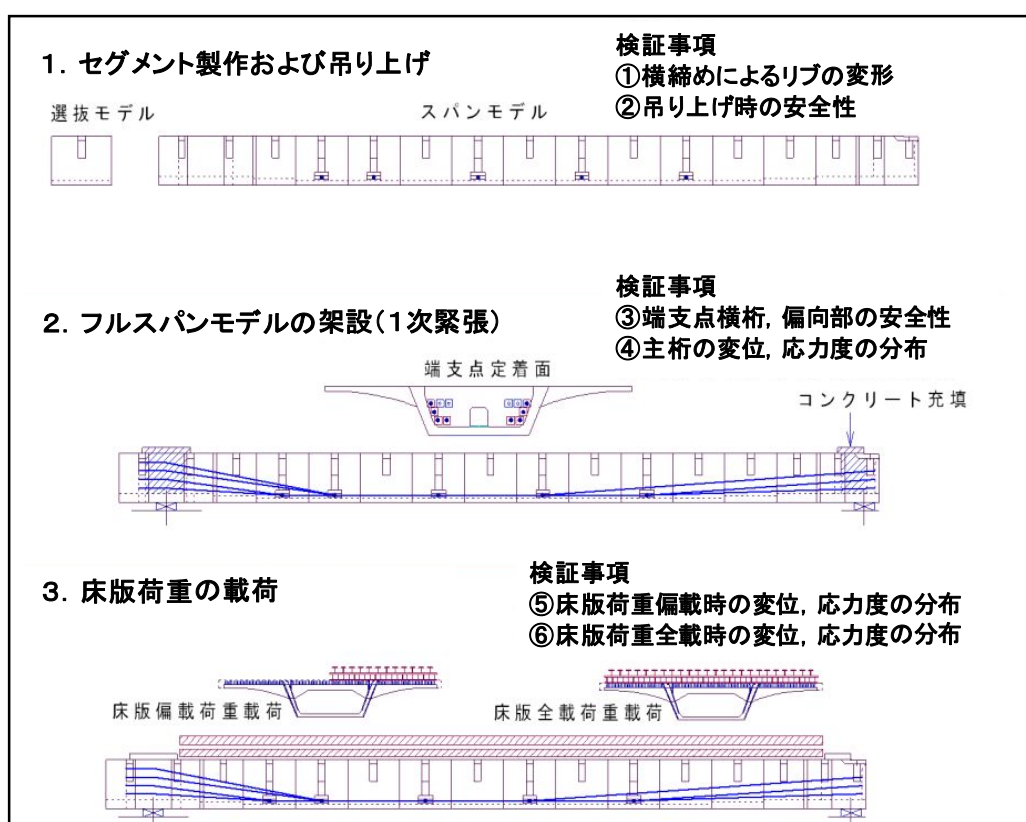 1. セグメント製作および吊り上げ
検証事項
①横締めによるリブの変形
②吊り上げ時の安全性
選抜モデル
スパンモデル
2. フルスパンモデルの架設(1次緊張)
検証事項
③端支点横桁, 偏向部の安全性
④主桁の変位, 応力度の分布
端支点定着面
コンクリート充填
3. 床版荷重の載荷
検証事項
⑤床版荷重偏載時の変位, 応力度の分布
⑥床版荷重全載時の変位, 応力度の分布
床版偏載荷重載荷
床版全載荷重載荷